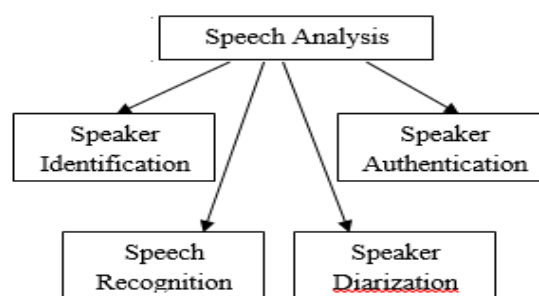 Speech Analysis
Speaker
Identification
Speaker
Authentication
Speech
Recognition
Speaker
Diarization